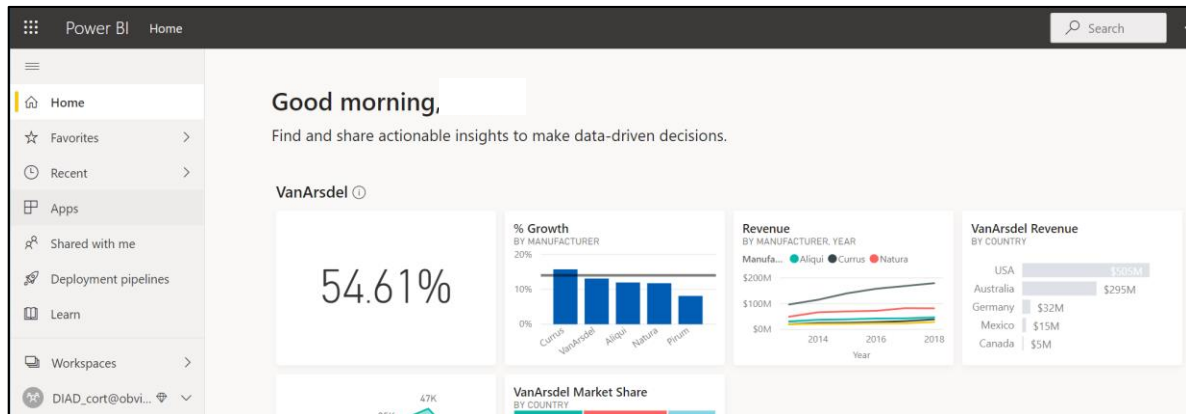 Power BI Home
Search
Home
Favorites
Recent
Apps
Shared with me
Deployment pipelines
Learn
Workspaces
DIAD_cort@obvi...
Good morning,
Find and share actionable insights to make data-driven decisions.
VanArsdel
54.61%
% Growth
BY MANUFACTURER
20%
10%
0%
Currus VanArsdel Aliqui Natura Pirum
Revenue
BY MANUFACTURER, YEAR
Manufa... Aliqui Currus Natura
$200M
$100M
$0M
2014 2016 2018
Year
VanArsdel Revenue
BY COUNTRY
USA $505M
Australia $295M
Germany $32M
Mexico $15M
Canada $5M
47K
VanArsdel Market Share
BY COUNTRY